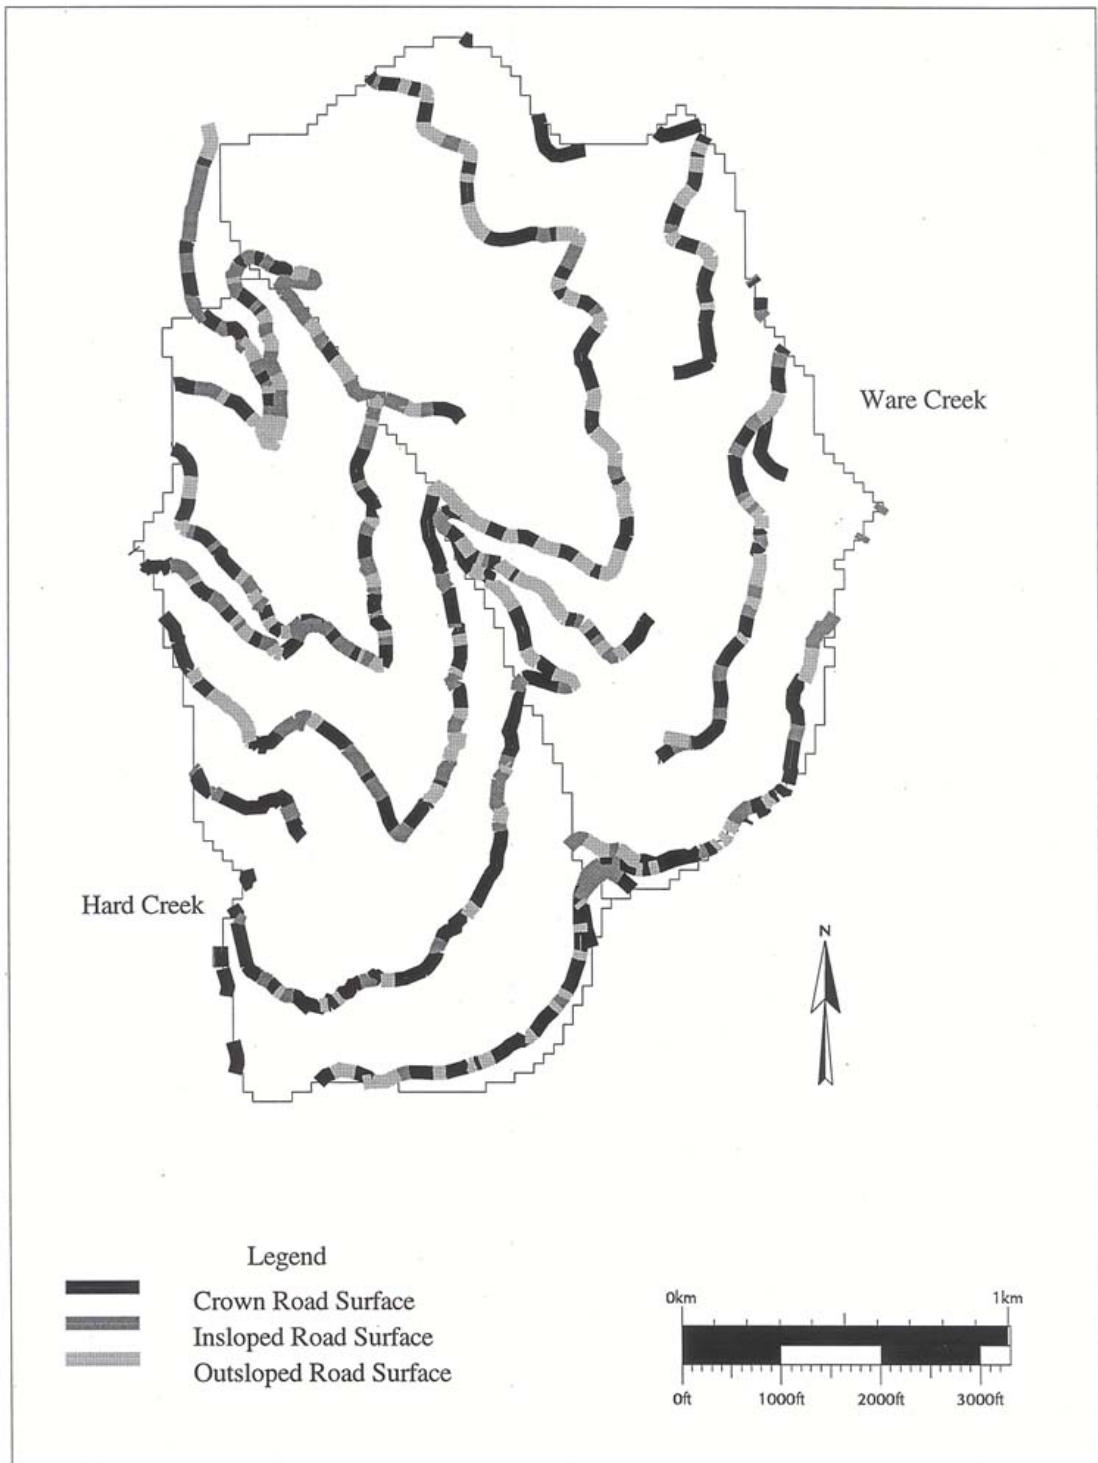 Ware Creek
Hard Creek
N
Legend
Crown Road Surface
Insloped Road Surface
Outsloped Road Surface
0km 1km
0ft 1000ft 2000ft 3000ft